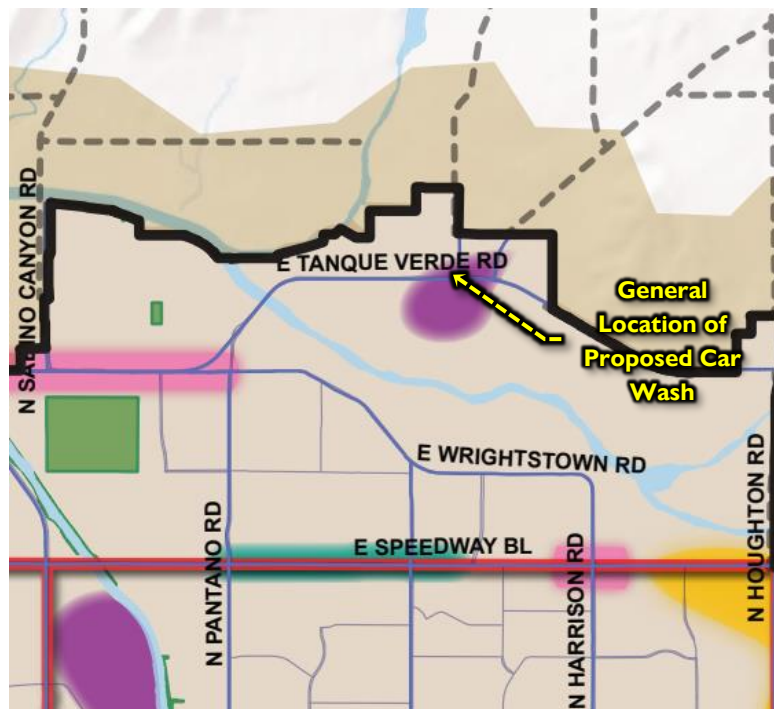 N SABINO CANYON RD
E TANQUE VERDE RD
General
Location of
Proposed Car
Wash
E WRIGHTSTOWN RD
N PANTANO RD
E SPEEDWAY BL
N HARRISON RD
N HOUGHTON RD